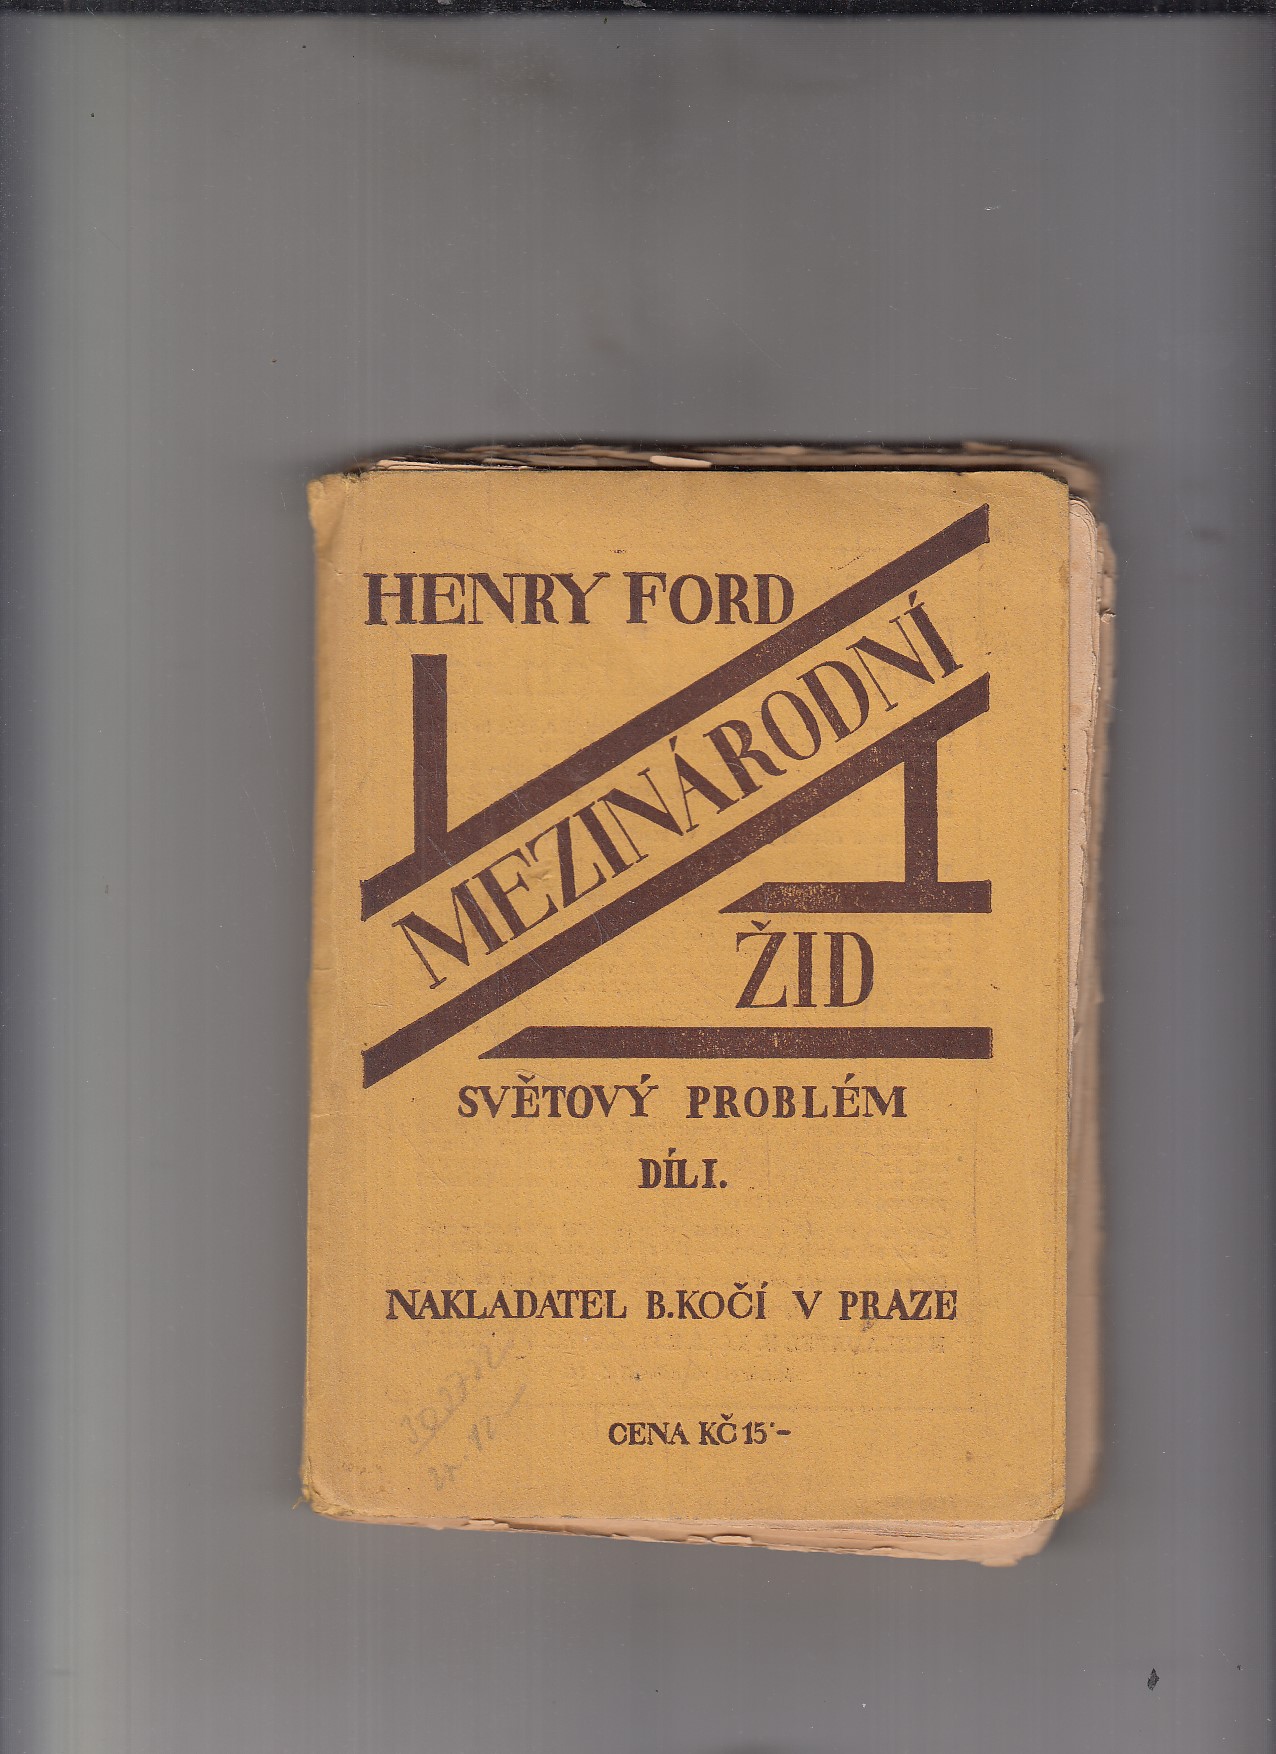 HENRY FORD
MEZINÁRODNÍ
ŽID
SVĚTOVÝ PROBLÉM
DÍL I.
NAKLADATEL B. KOČÍ V PRAZE
CENA KČ 15·-